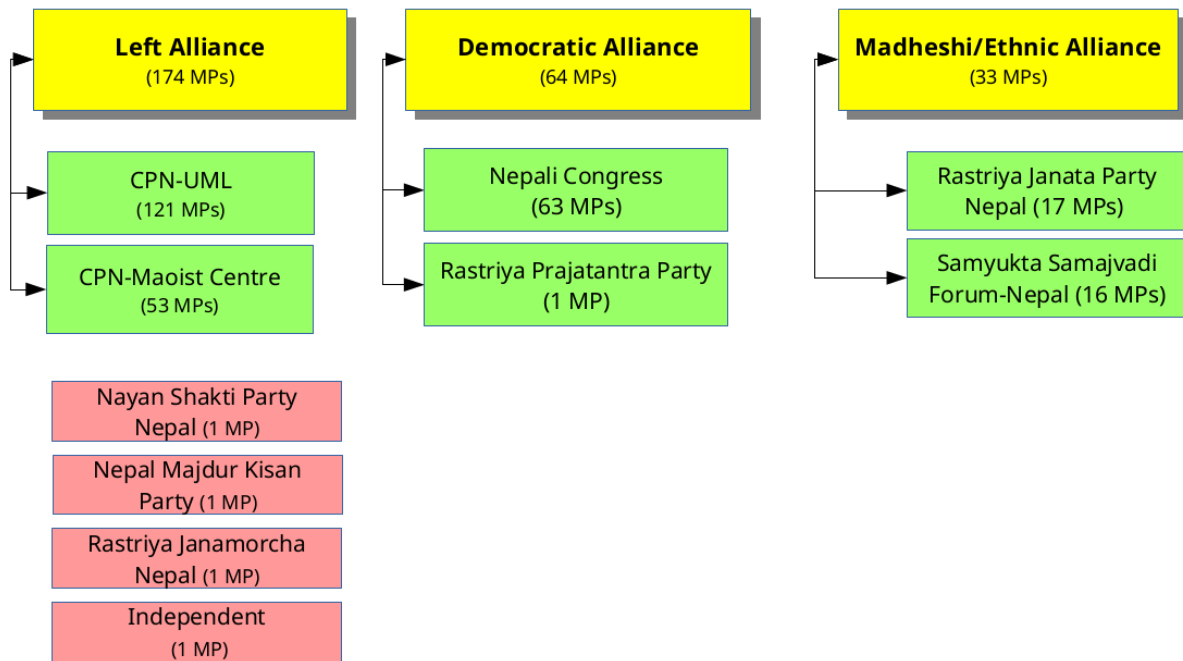 Left Alliance
(174 MPs)
CPN-UML
(121 MPs)
CPN-Maoist Centre
(53 MPs)
Democratic Alliance
(64 MPs)
Nepali Congress
(63 MPs)
Rastriya Prajatantra Party
(1 MP)
Madheshi/Ethnic Alliance
(33 MPs)
Rastriya Janata Party
Nepal (17 MPs)
Samyukta Samajvadi
Forum-Nepal (16 MPs)
Nayan Shakti Party
Nepal (1 MP)
Nepal Majdur Kisan
Party (1 MP)
Rastriya Janamorcha
Nepal (1 MP)
Independent
(1 MP)